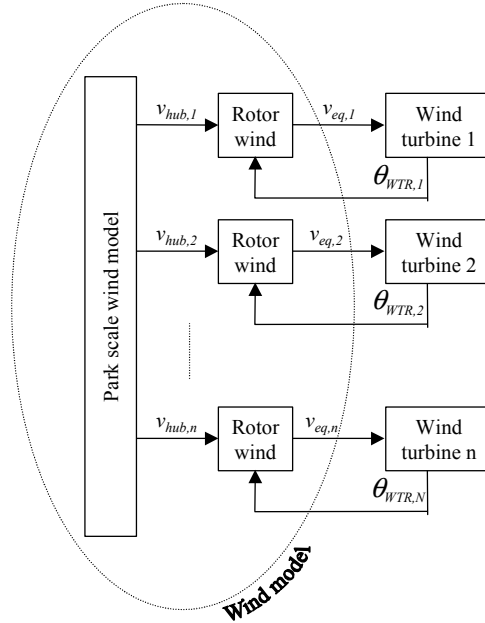 Park scale wind model
v_hub,1
Rotor
wind
v_eq,1
Wind
turbine 1
θ_WTR,1
v_hub,2
Rotor
wind
v_eq,2
Wind
turbine 2
θ_WTR,2
v_hub,n
Rotor
wind
v_eq,n
Wind
turbine n
θ_WTR,N
Wind model